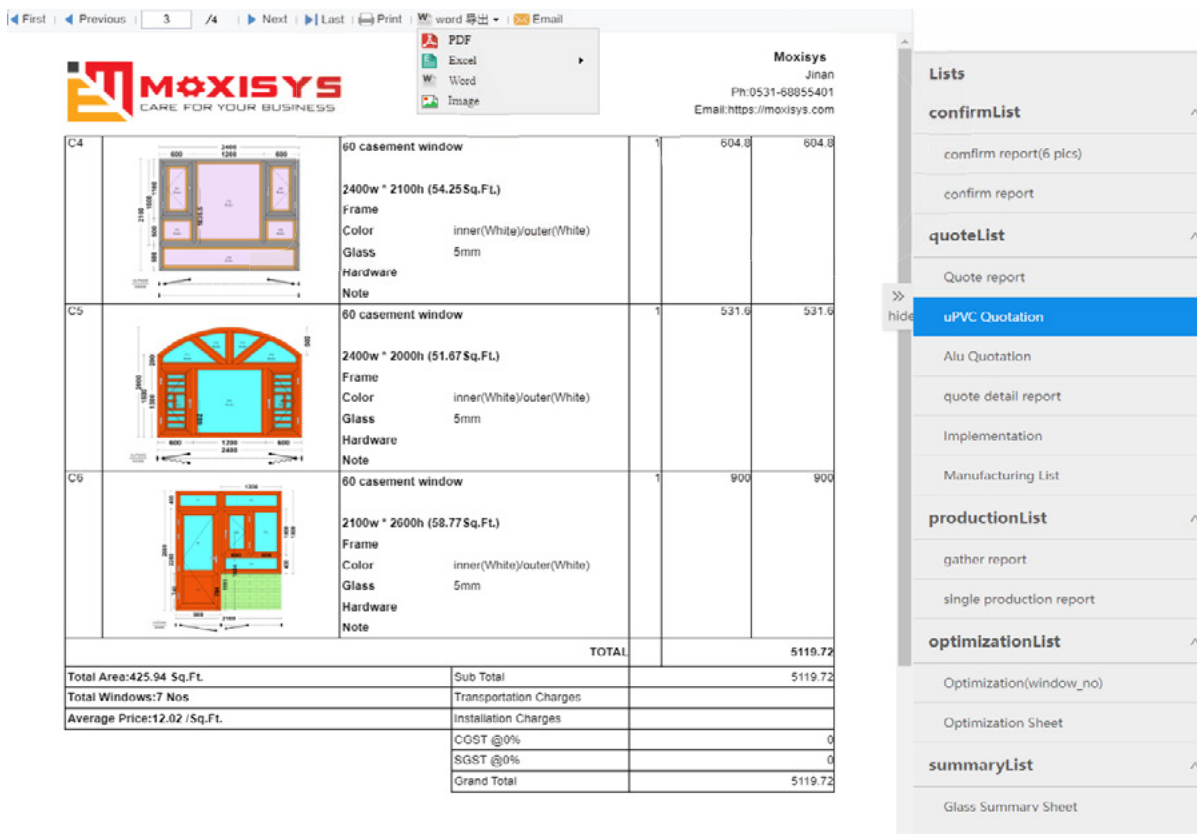 First Previous 3 /4 Next Last Print word 导出 Email
PDF
Excel
Word
Image
MOXISYS
CARE FOR YOUR BUSINESS
Moxisys
Jinan
Ph:0531-68855401
Email:https://moxisys.com
C4 60 casement window 1 604.8 604.8
2400
600 1200 600
2400w * 2100h (54.25Sq.Ft.)
Frame
Color inner(White)/outer(White)
Glass 5mm
Hardware
Note
C5 60 casement window 1 531.6 531.6
2400w * 2000h (51.67Sq.Ft.)
Frame
Color inner(White)/outer(White)
Glass 5mm
Hardware
600 1200 600
2400
Note
C6 60 casement window 1 900 900
2100w * 2600h (58.77Sq.Ft.)
Frame
Color inner(White)/outer(White)
Glass 5mm
Hardware
Note
TOTAL 5119.72
Total Area:425.94 Sq.Ft. Sub Total 5119.72
Total Windows:7 Nos Transportation Charges
Average Price:12.02 /Sq.Ft. Installation Charges
CGST @0% 0
SGST @0% 0
Grand Total 5119.72
hide
Lists
confirmList
comfirm report(6 pics)
confirm report
quoteList
Quote report
uPVC Quotation
Alu Quotation
quote detail report
Implementation
Manufacturing List
productionList
gather report
single production report
optimizationList
Optimization(window_no)
Optimization Sheet
summaryList
Glass Summary Sheet